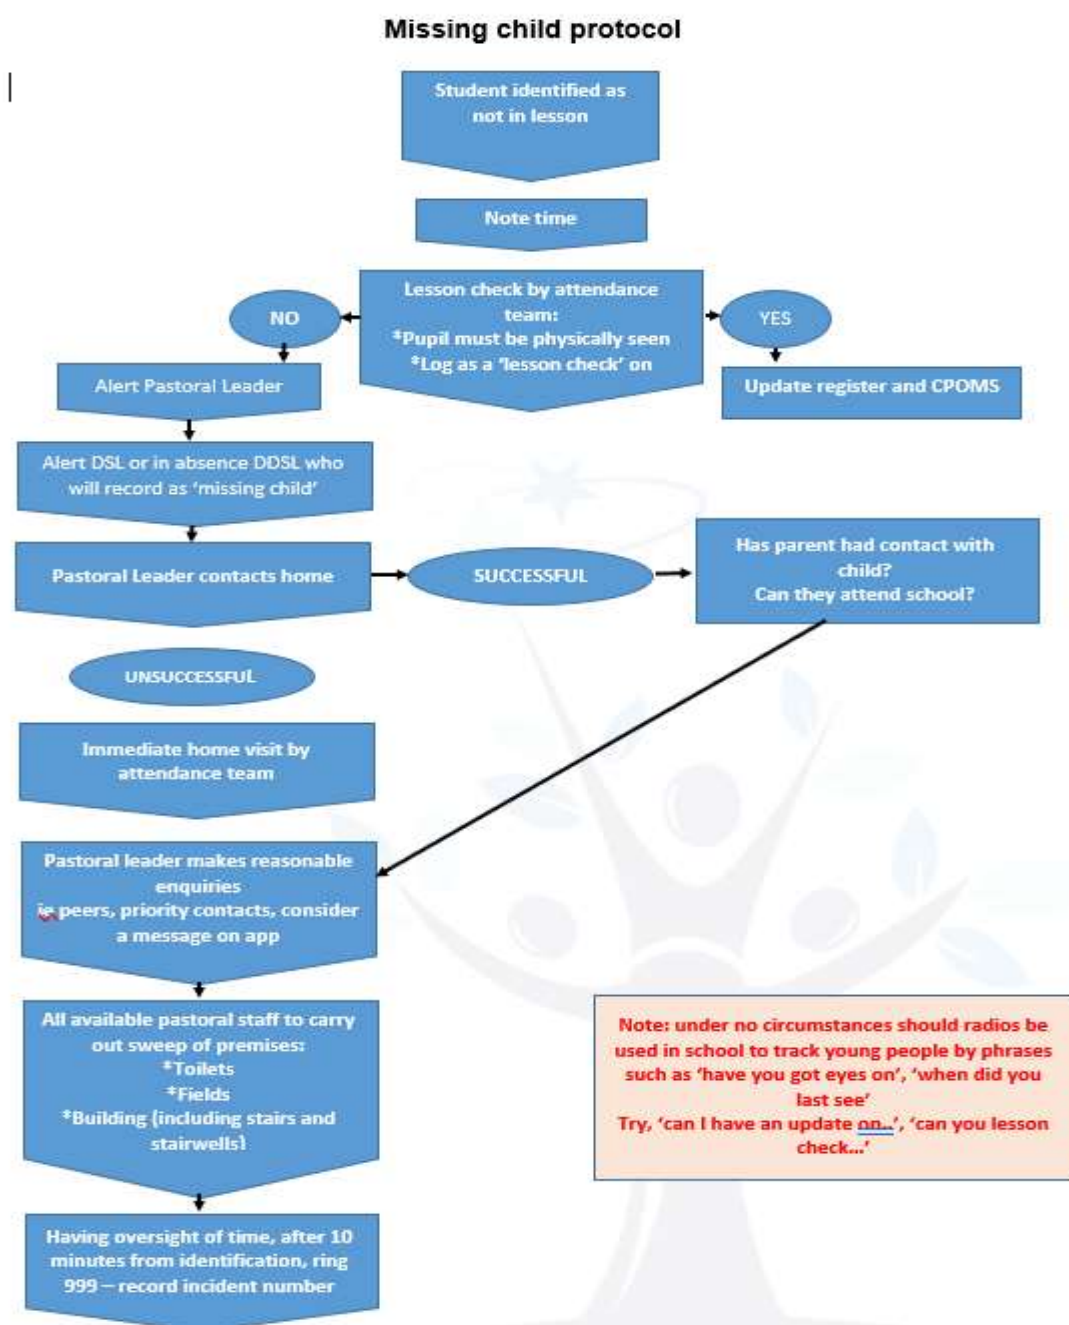 Missing child protocol
Student identified as
not in lesson
Note time
Lesson check by attendance
team:
*Pupil must be physically seen
*Log as a 'lesson check' on
NO
YES
Alert Pastoral Leader
Update register and CPOMS
Alert DSL or in absence DDSL who
will record as 'missing child'
Pastoral Leader contacts home
SUCCESSFUL
Has parent had contact with
child?
Can they attend school?
UNSUCCESSFUL
Immediate home visit by
attendance team
Pastoral leader makes reasonable
enquiries
ie peers, priority contacts, consider
a message on app
All available pastoral staff to carry
out sweep of premises:
*Toilets
*Fields
*Building (including stairs and
stairwells)
Having oversight of time, after 10
minutes from identification, ring
999 – record incident number
Note: under no circumstances should radios be
used in school to track young people by phrases
such as 'have you got eyes on', 'when did you
last see'
Try, 'can I have an update on..', 'can you lesson
check...'